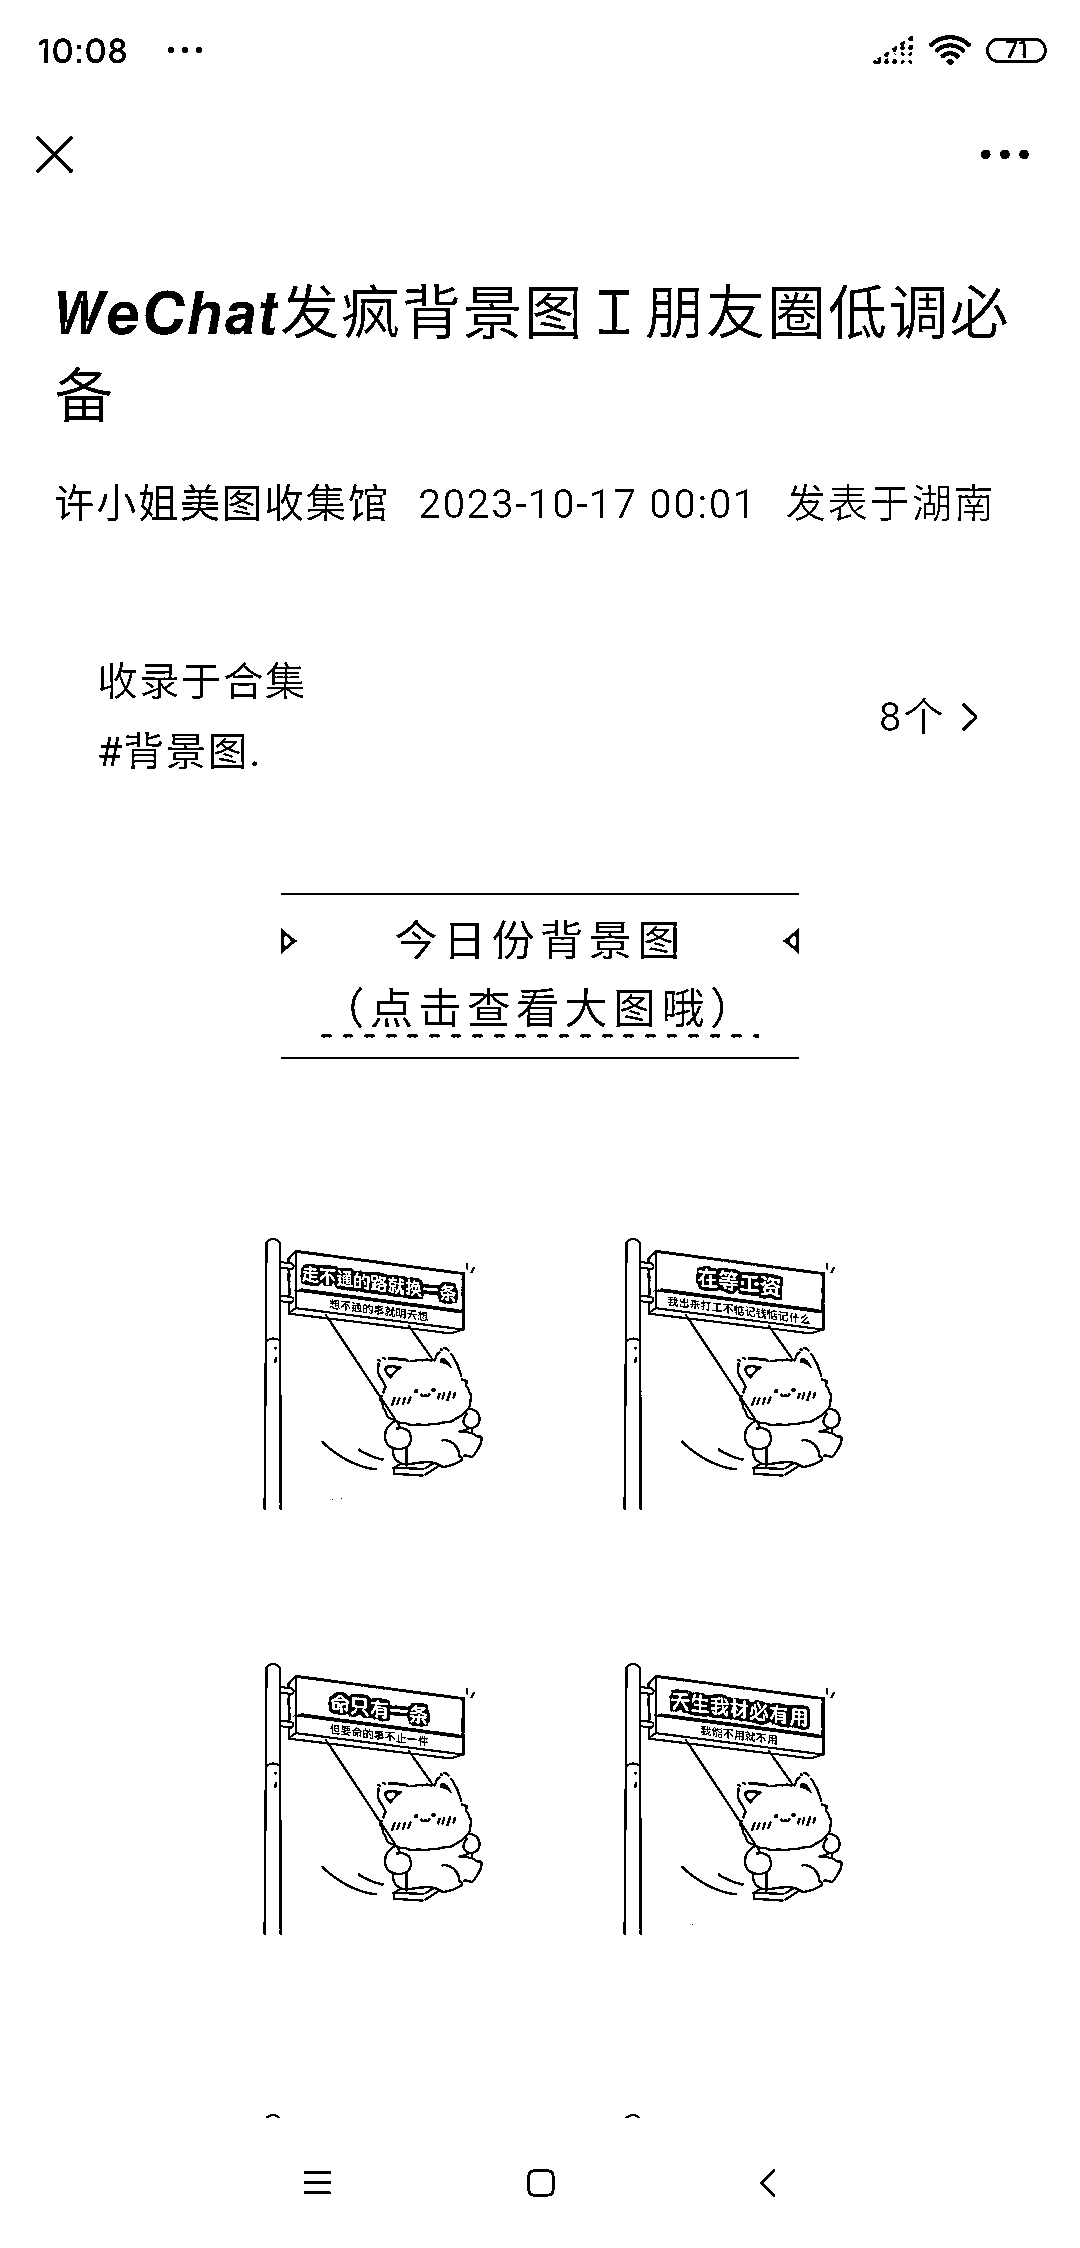 10:08
71
WeChat发疯背景图工朋友圈低调必
备
许小姐美图收集馆 2023-10-17 00:01 发表于湖南
收录于合集
#背景图.
8个
今日份背景图
（点击查看大图哦）
走不通的路就换一条
想不通的事就明天想
在等工资
我出来打工不惦记钱惦记什么
命只有一条
但要命的事不止一件
天生我材必有用
我能不用就不用